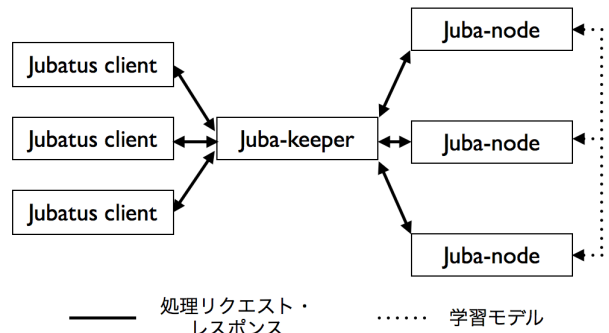 Juba-node
Jubatus client
Jubatus client
Juba-keeper
Juba-node
Jubatus client
Juba-node
処理リクエスト・
レスポンス
学習モデル